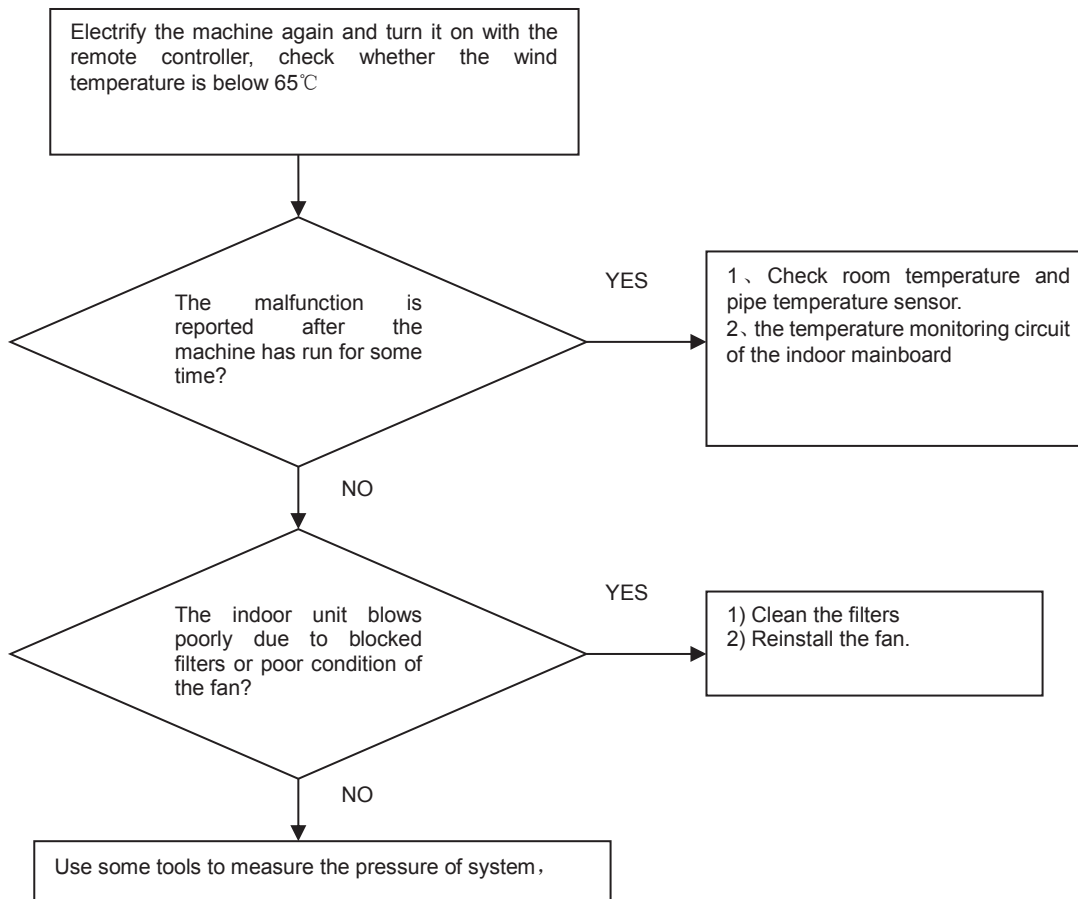 Electrify the machine again and turn it on with the
remote controller, check whether the wind
temperature is below 65℃
The malfunction is
reported after the
machine has run for some
time?
YES
1、Check room temperature and
pipe temperature sensor.
2、the temperature monitoring circuit
of the indoor mainboard
NO
The indoor unit blows
poorly due to blocked
filters or poor condition of
the fan?
YES
1) Clean the filters
2) Reinstall the fan.
NO
Use some tools to measure the pressure of system，